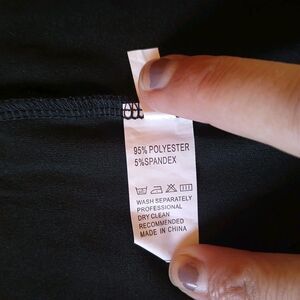 95% POLYESTER
5%SPANDEX
WASH SEPARATELY
PROFESSIONAL
DRY CLEAN
RECOMMENDED
MADE IN CHINA